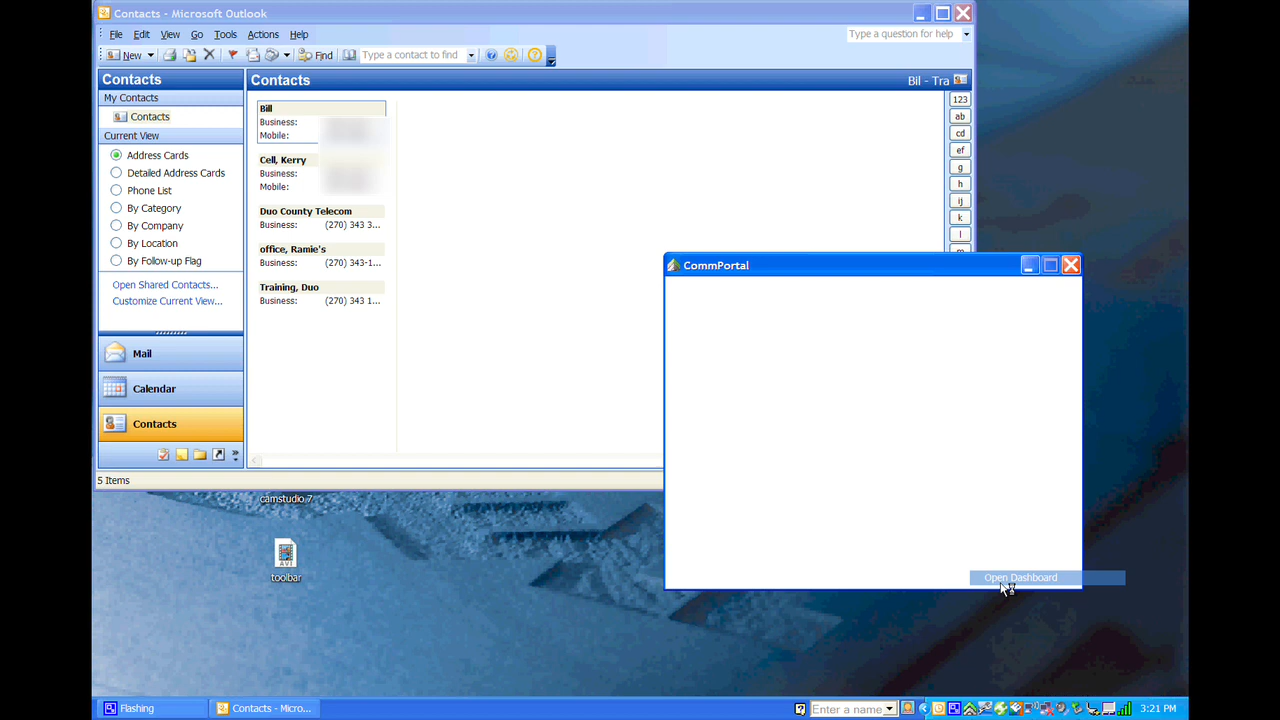 Contacts - Microsoft Outlook
File Edit View Go Tools Actions Help
Type a question for help
New
Find
Type a contact to find
Contacts
My Contacts
Contacts
Current View
Address Cards
Detailed Address Cards
Phone List
By Category
By Company
By Location
By Follow-up Flag
Open Shared Contacts...
Customize Current View...
Mail
Calendar
Contacts
5 Items
Contacts
Bil - Tra
Bill
Business:
Mobile:
Cell, Kerry
Business:
Mobile:
Duo County Telecom
Business: (270) 343 3...
office, Ramie's
Business: (270) 343-1...
Training, Duo
Business: (270) 343 1...
123
ab
cd
ef
g
h
ij
k
l
CommPortal
Open Dashboard
camstudio 7
AVI
toolbar
Flashing
Contacts - Micro...
Enter a name
3:21 PM